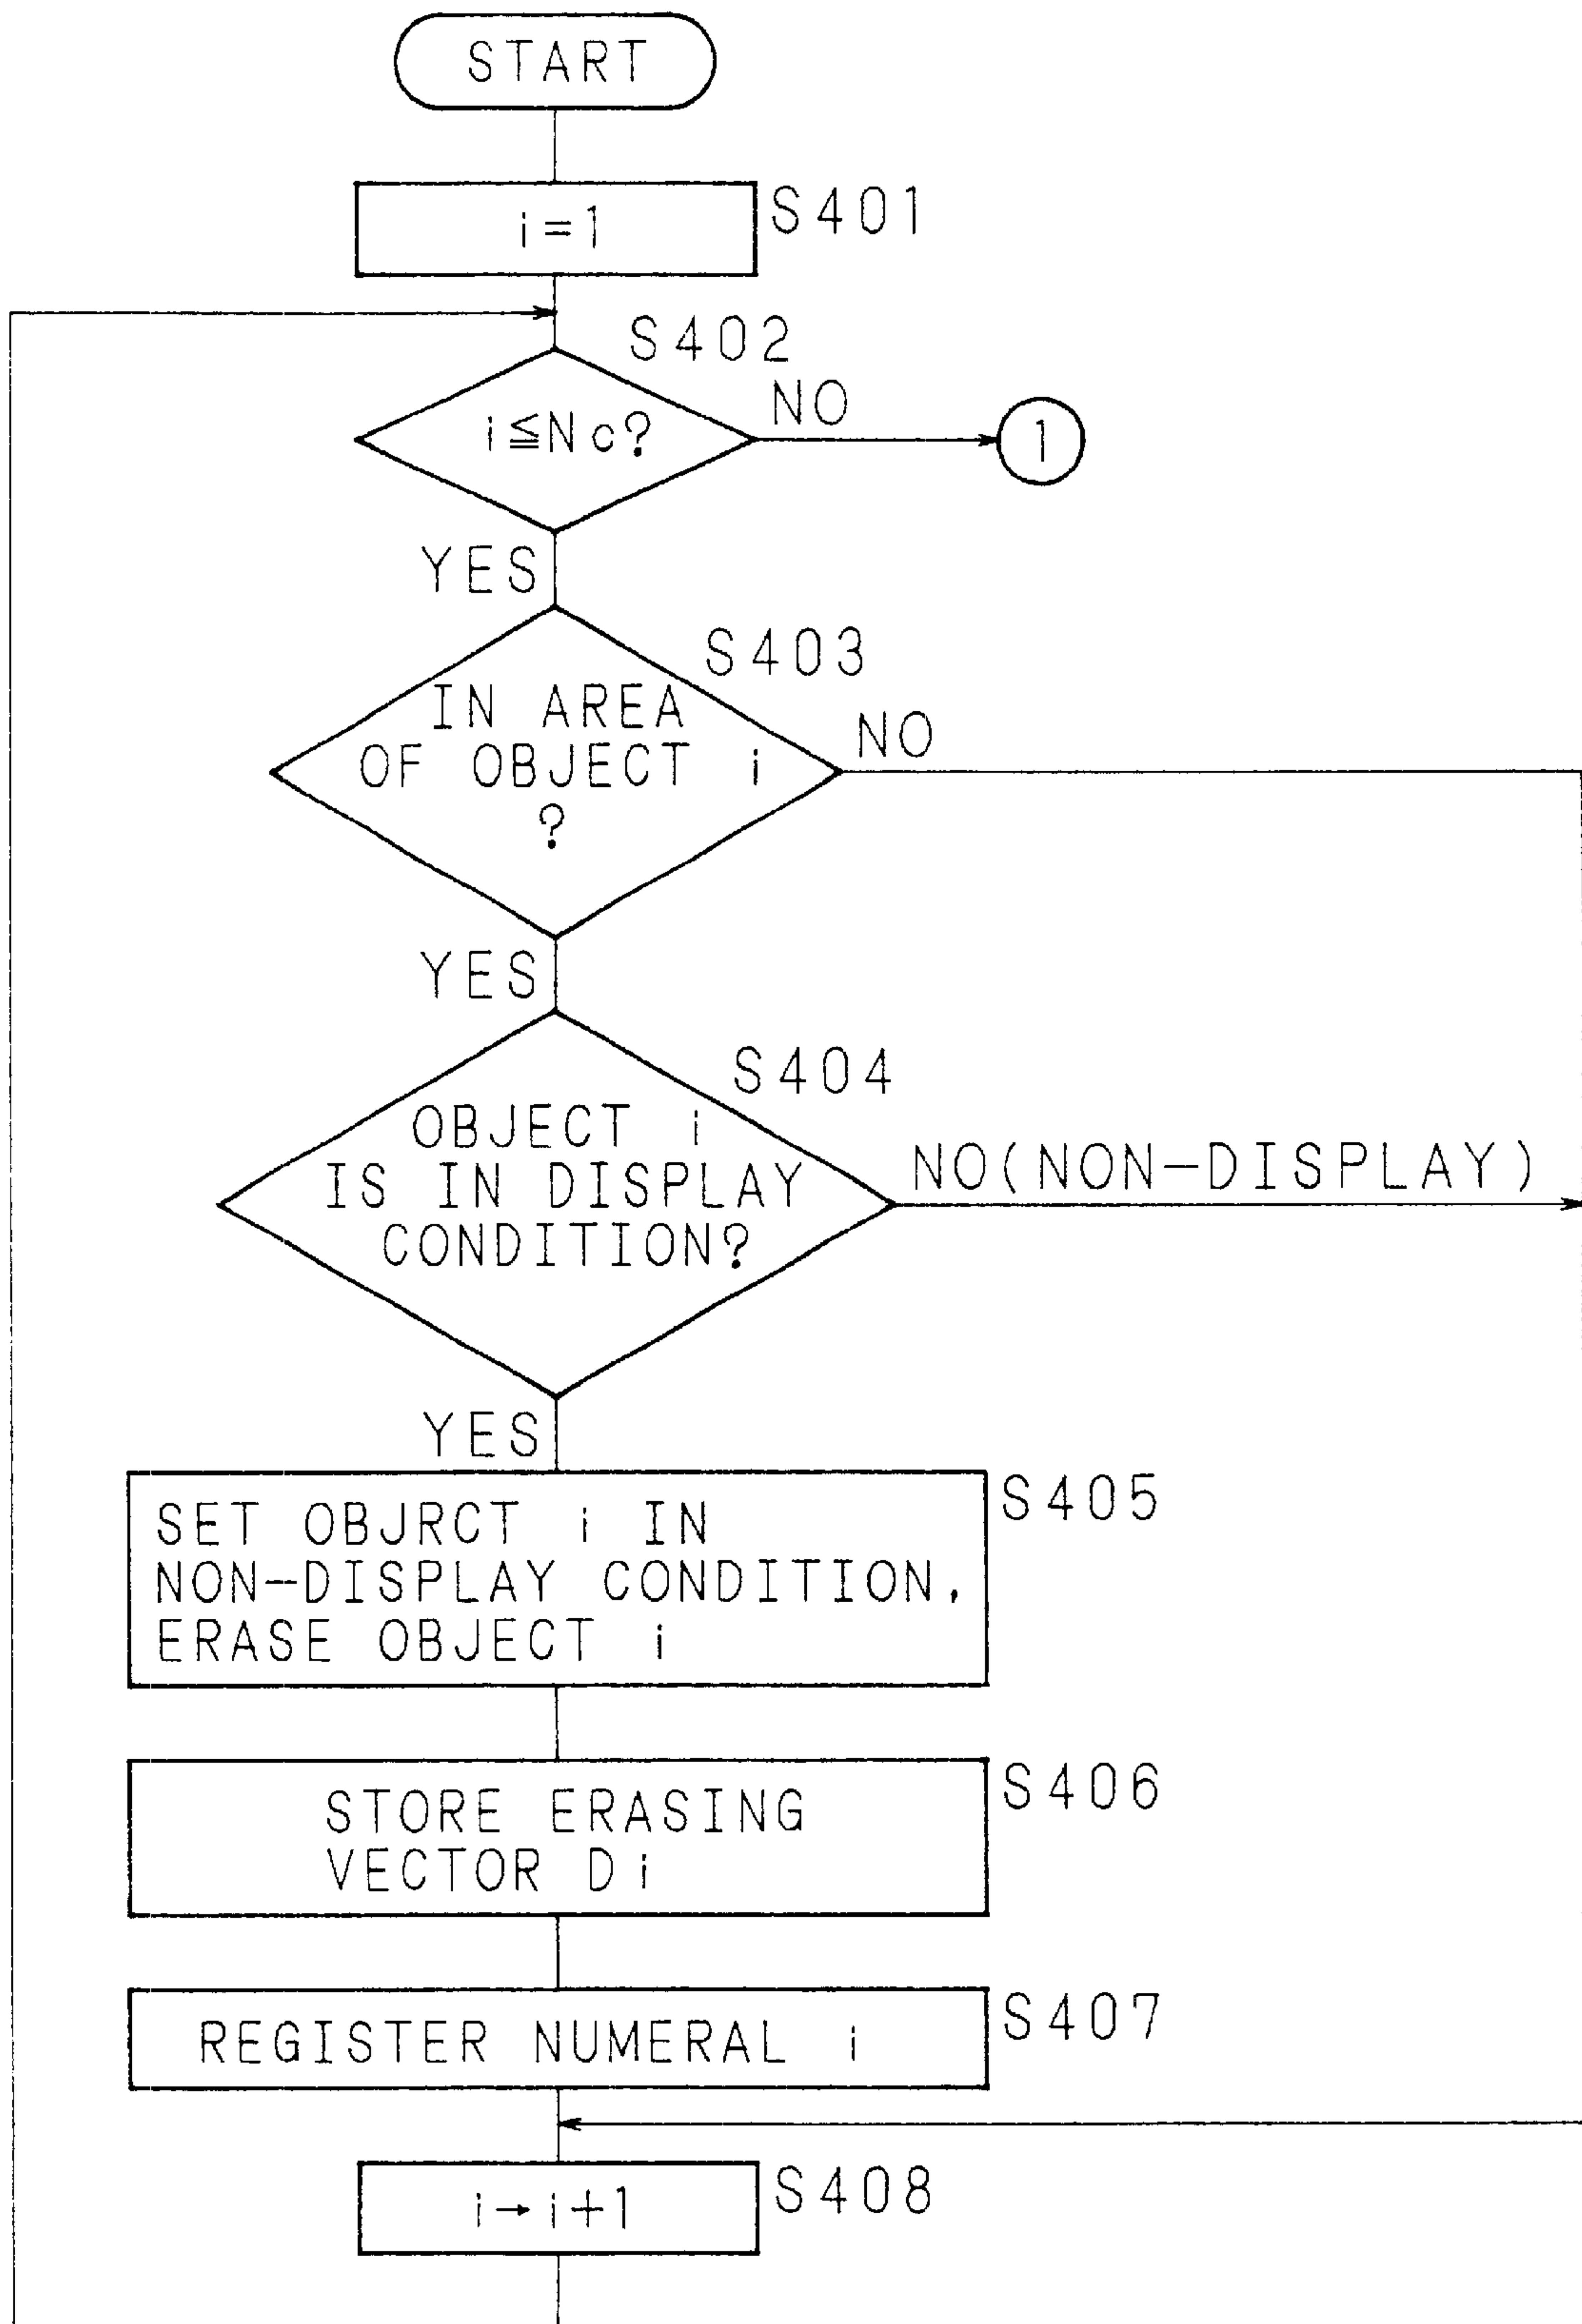 START
i=1
S401
S402
i≦Nc?
NO
1
YES
S403
IN AREA
OF OBJECT i
?
NO
YES
S404
OBJECT i
IS IN DISPLAY
CONDITION?
NO(NON-DISPLAY)
YES
S405
SET OBJRCT i IN
NON-DISPLAY CONDITION,
ERASE OBJECT i
S406
STORE ERASING
VECTOR Di
S407
REGISTER NUMERAL i
S408
i→i+1